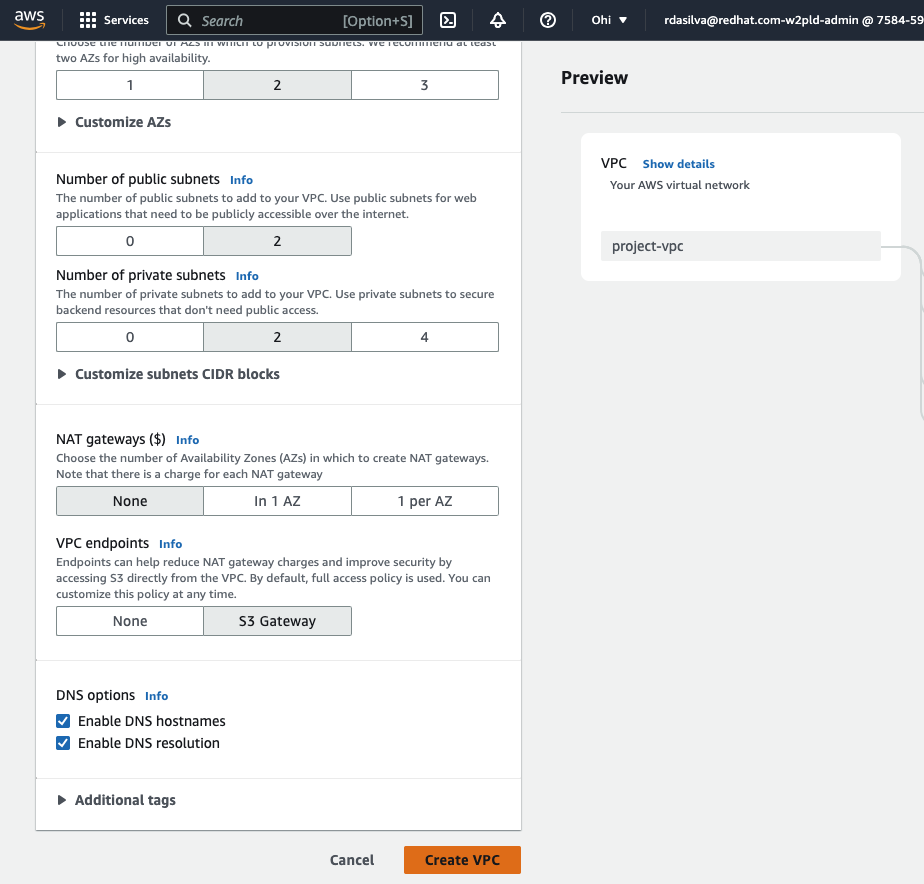 aws
Services
Search
[Option+S]
Ohi
rdasilva@redhat.com-w2pld-admin @ 7584-59
Choose the number of AZs in which to provision subnets. We recommend at least
two AZs for high availability.
1
2
3
Customize AZs
Number of public subnets Info
The number of public subnets to add to your VPC. Use public subnets for web
applications that need to be publicly accessible over the internet.
0
2
Number of private subnets Info
The number of private subnets to add to your VPC. Use private subnets to secure
backend resources that don't need public access.
0
2
4
Customize subnets CIDR blocks
NAT gateways ($) Info
Choose the number of Availability Zones (AZs) in which to create NAT gateways.
Note that there is a charge for each NAT gateway
None
In 1 AZ
1 per AZ
VPC endpoints Info
Endpoints can help reduce NAT gateway charges and improve security by
accessing S3 directly from the VPC. By default, full access policy is used. You can
customize this policy at any time.
None
S3 Gateway
DNS options Info
Enable DNS hostnames
Enable DNS resolution
Additional tags
Cancel
Create VPC
Preview
VPC Show details
Your AWS virtual network
project-vpc